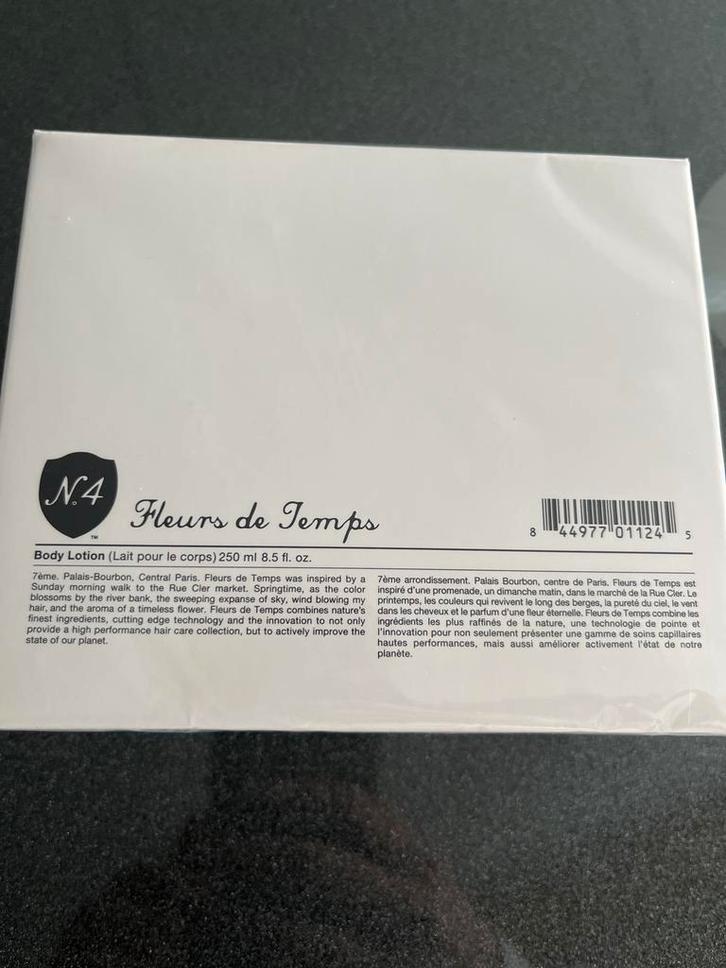 N.4
TM
Fleurs de Temps
8 44977 01124 5
Body Lotion (Lait pour le corps) 250 ml 8.5 fl. oz.
7ème. Palais-Bourbon, Central Paris. Fleurs de Temps was inspired by a
Sunday morning walk to the Rue Cler market. Springtime, as the color
blossoms by the river bank, the sweeping expanse of sky, wind blowing my
hair, and the aroma of a timeless flower. Fleurs de Temps combines nature's
finest ingredients, cutting edge technology and the innovation to not only
provide a high performance hair care collection, but to actively improve the
state of our planet.
7ème arrondissement. Palais Bourbon, centre de Paris. Fleurs de Temps est
inspiré d'une promenade, un dimanche matin, dans le marché de la Rue Cler. Le
printemps, les couleurs qui revivent le long des berges, la pureté du ciel, le vent
dans les cheveux et le parfum d'une fleur éternelle. Fleurs de Temps combine les
ingrédients les plus raffinés de la nature, une technologie de pointe et
l'innovation pour non seulement présenter une gamme de soins capillaires
hautes performances, mais aussi améliorer activement l'état de notre
planète.